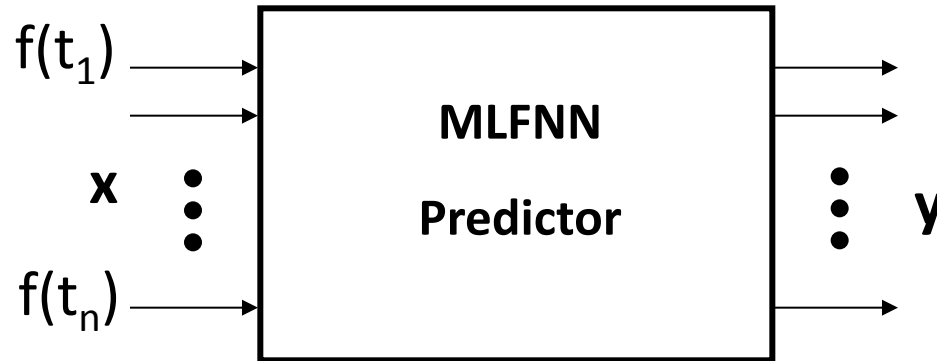 f(t₁)
MLFNN
x
y
Predictor
f(tₙ)